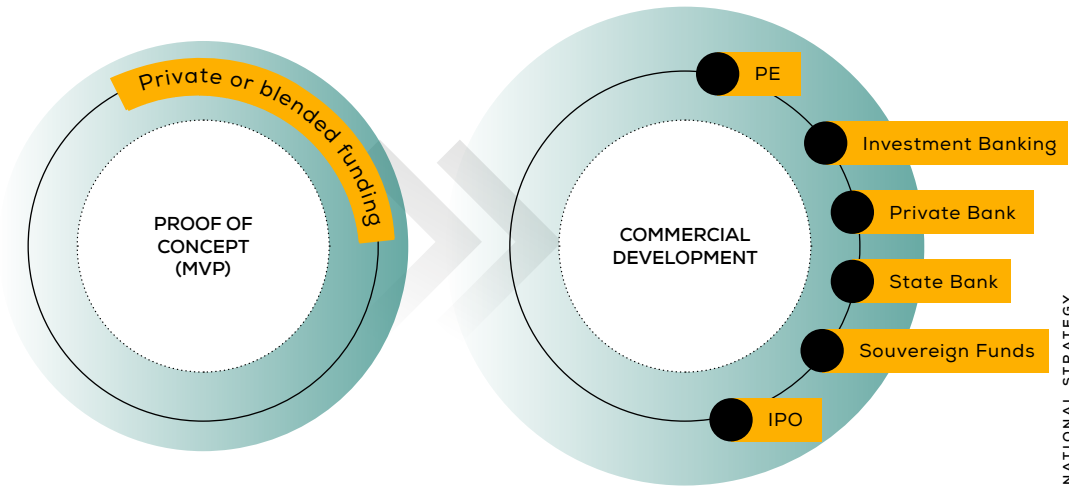 Private or blended funding
PROOF OF
CONCEPT
(MVP)
COMMERCIAL
DEVELOPMENT
PE
Investment Banking
Private Bank
State Bank
Souvereign Funds
IPO
NATIONAL STRATEGY